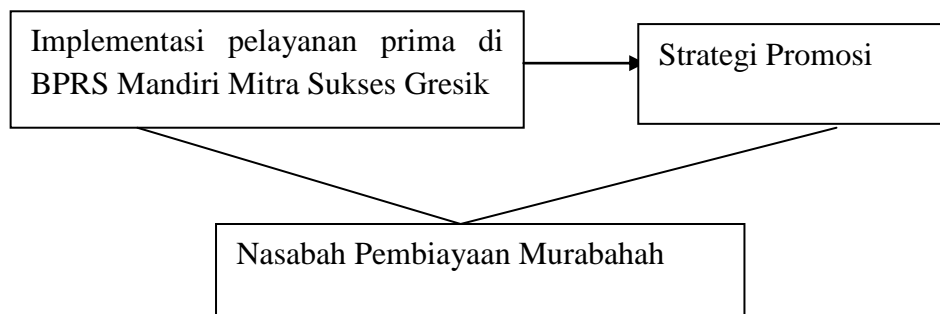 Implementasi pelayanan prima di
BPRS Mandiri Mitra Sukses Gresik
Strategi Promosi
Nasabah Pembiayaan Murabahah